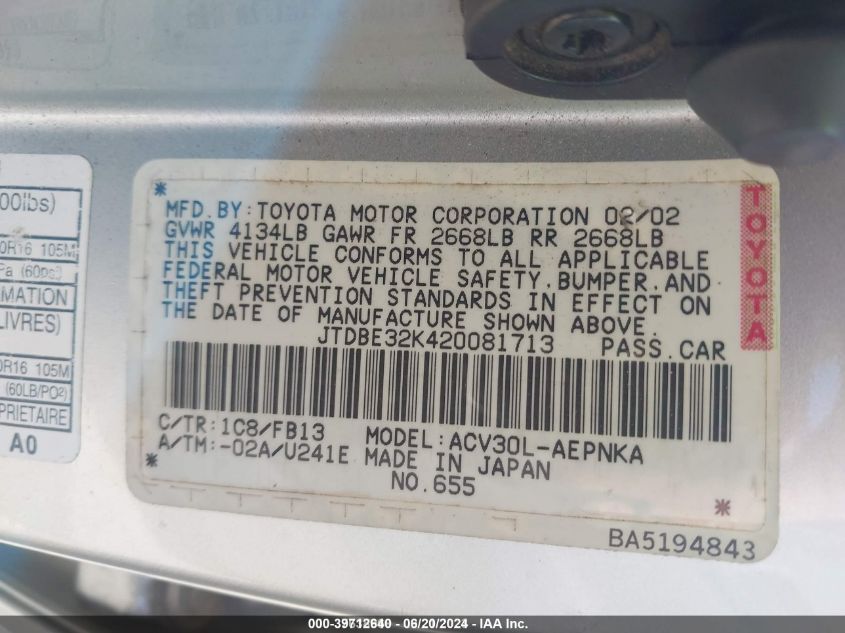 00lbs)
0R16 105M
Pa (60psi)
RMATION
LIVRES)
0R16 105M
(60LB/PO²)
PRIETAIRE
A0
* MFD.BY:TOYOTA MOTOR CORPORATION 02/02
GVWR 4134LB GAWR FR 2668LB RR 2668LB
THIS VEHICLE CONFORMS TO ALL APPLICABLE
FEDERAL MOTOR VEHICLE SAFETY.BUMPER.AND
THEFT PREVENTION STANDARDS IN EFFECT ON
THE DATE OF MANUFACTURE SHOWN ABOVE.
JTDBE32K420081713 PASS.CAR
TOYOTA
C/TR:1C8/FB13 MODEL:ACV30L-AEPNKA
A/TM:-02A/U241E MADE IN JAPAN
* NO.655 *
BA5194843
000-39712640 - 06/20/2024 - IAA Inc.